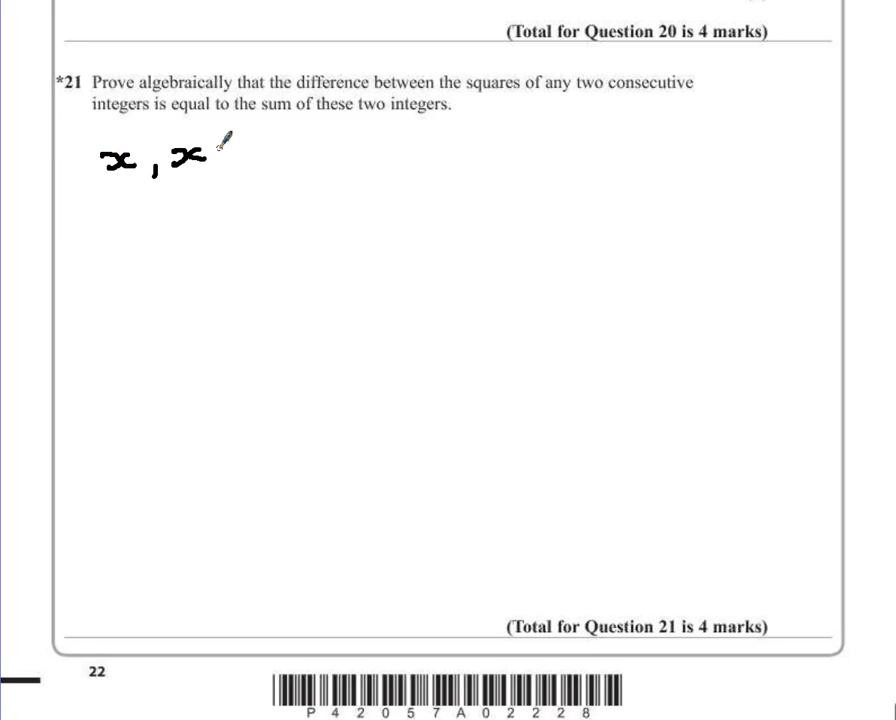 (Total for Question 20 is 4 marks)
*21 Prove algebraically that the difference between the squares of any two consecutive
integers is equal to the sum of these two integers.
x , x
(Total for Question 21 is 4 marks)
22
P 4 2 0 5 7 A 0 2 2 2 8